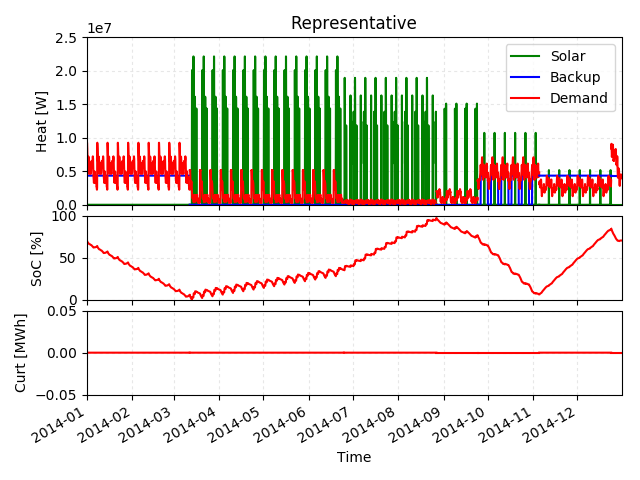 Representative
1e7
2.5
2.0
1.5
1.0
0.5
0.0
Heat [W]
Solar
Backup
Demand
100
50
0
SoC [%]
0.05
0.00
−0.05
Curt [MWh]
2014-01
2014-02
2014-03
2014-04
2014-05
2014-06
2014-07
2014-08
2014-09
2014-10
2014-11
2014-12
Time